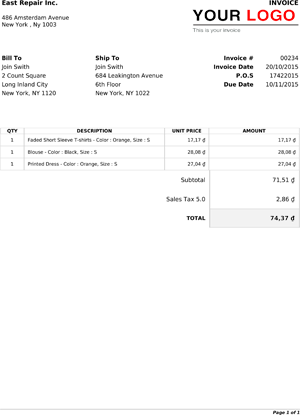 East Repair Inc.
INVOICE
486 Amsterdam Avenue
New York , Ny 1003
YOUR LOGO
This is your invoice
Bill To
Join Smith
2 Count Square
Long Inland City
New York, NY 1120
Ship To
Join Smith
684 Leakington Avenue
6th Floor
New York, NY 1022
Invoice # 00234
Invoice Date 20/10/2015
P.O.S 17422015
Due Date 10/11/2015
QTY DESCRIPTION UNIT PRICE AMOUNT
1 Faded Short Sleeve T-shirts - Color : Orange, Size : S 17,17 ₫ 17,17 ₫
1 Blouse - Color : Black, Size : S 28,08 ₫ 28,08 ₫
1 Printed Dress - Color : Orange, Size : S 27,04 ₫ 27,04 ₫
Subtotal 71,51 ₫
Sales Tax 5.0 2,86 ₫
TOTAL 74,37 ₫
Page 1 of 1